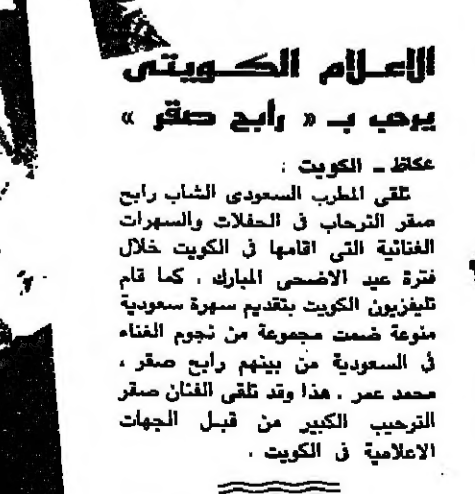 الاعـلام الكـويتى
يرحب بـ « رابح صقر »
عكاظ ـ الكويت :
تلقى المطرب السعودى الشاب رابح
صقر الترحاب فى الحفلات والسهرات
الغنائية التى اقامها فى الكويت خلال
فترة عيد الاضحى المبارك ، كما قام
تليفزيون الكويت بتقديم سهرة سعودية
منوعة ضمت مجموعة من نجوم الغناء
فى السعودية من بينهم رابح صقر ،
محمد عمر . هذا وقد تلقى الفنان صقر
الترحيب الكبير من قبل الجهات
الاعلامية فى الكويت .